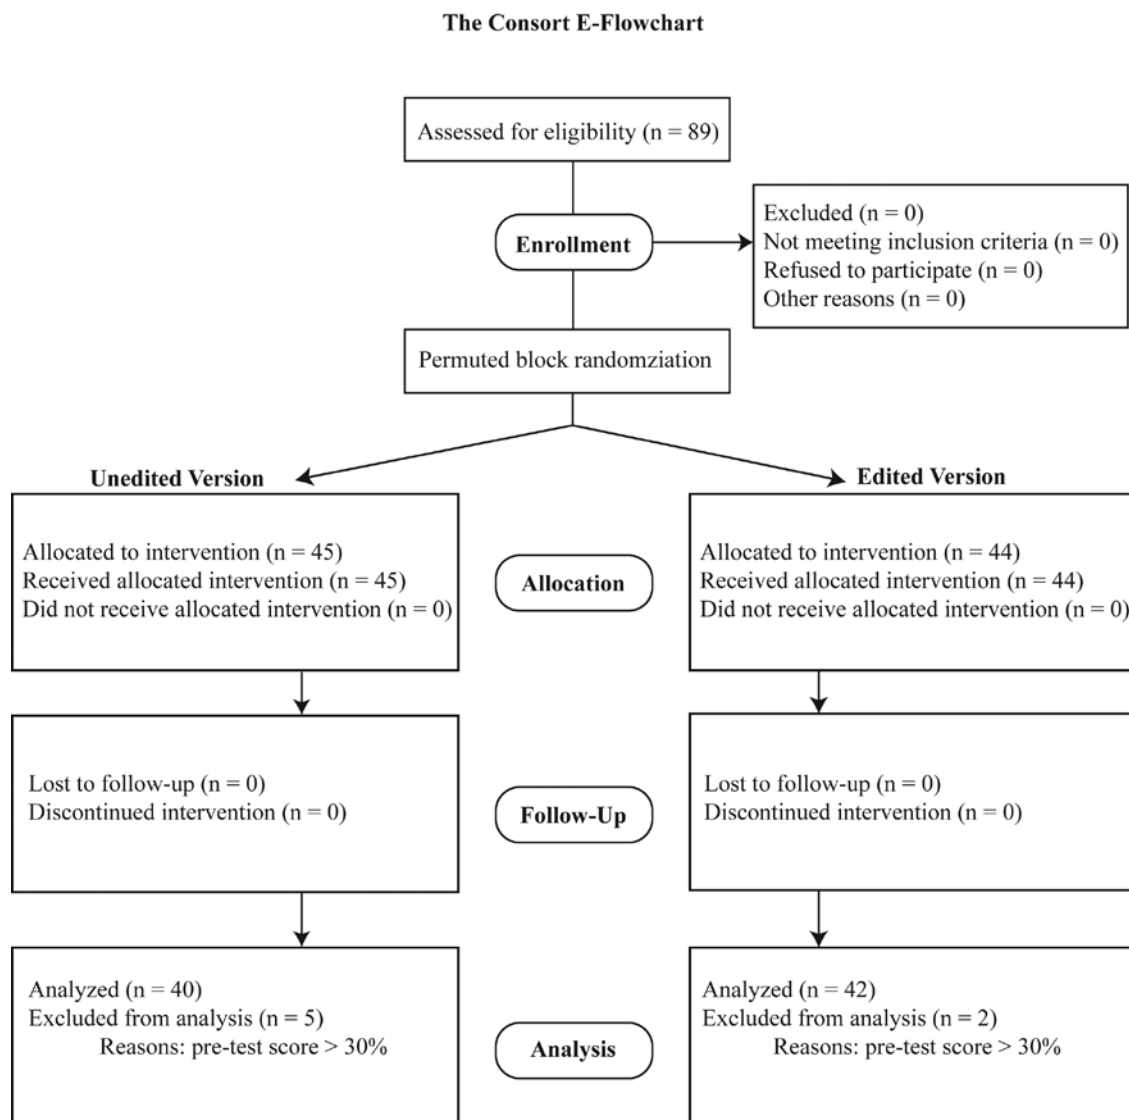 The Consort E-Flowchart
Assessed for eligibility (n = 89)
Enrollment
Excluded (n = 0)
Not meeting inclusion criteria (n = 0)
Refused to participate (n = 0)
Other reasons (n = 0)
Permuted block randomziation
Unedited Version
Edited Version
Allocated to intervention (n = 45)
Received allocated intervention (n = 45)
Did not receive allocated intervention (n = 0)
Allocation
Allocated to intervention (n = 44)
Received allocated intervention (n = 44)
Did not receive allocated intervention (n = 0)
Lost to follow-up (n = 0)
Discontinued intervention (n = 0)
Follow-Up
Lost to follow-up (n = 0)
Discontinued intervention (n = 0)
Analyzed (n = 40)
Excluded from analysis (n = 5)
Reasons: pre-test score > 30%
Analysis
Analyzed (n = 42)
Excluded from analysis (n = 2)
Reasons: pre-test score > 30%